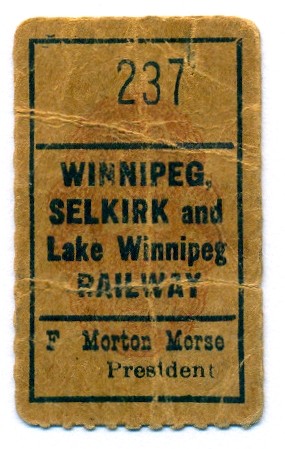 237
WINNIPEG,
SELKIRK and
Lake Winnipeg
RAILWAY
F Morton Morse
President